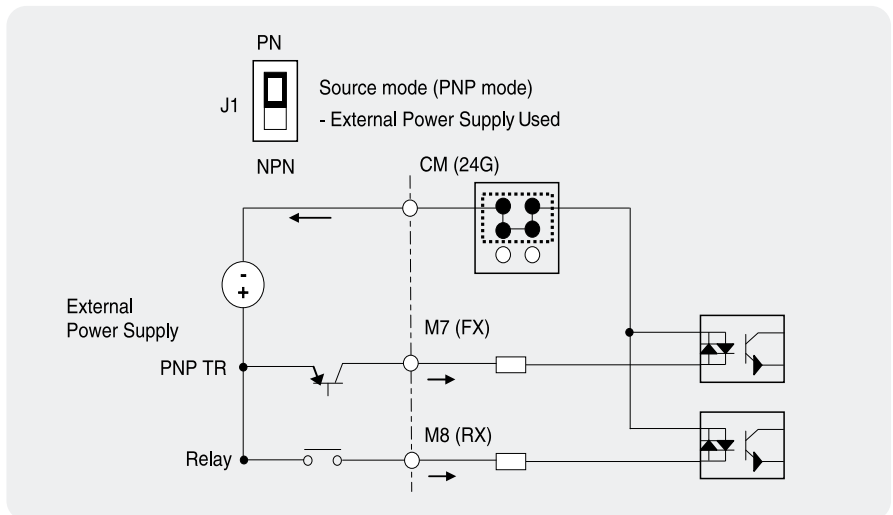 PN
J1
Source mode (PNP mode)
- External Power Supply Used
NPN
CM (24G)
-
+
External
Power Supply
M7 (FX)
PNP TR
M8 (RX)
Relay